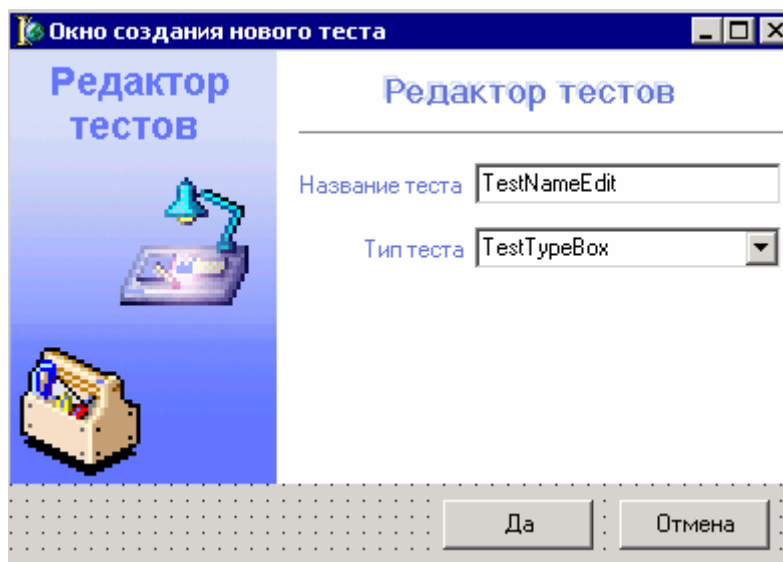 Окно создания нового теста
Редактор
тестов
Редактор тестов
Название теста TestNameEdit
Тип теста TestTypeBox
Да Отмена